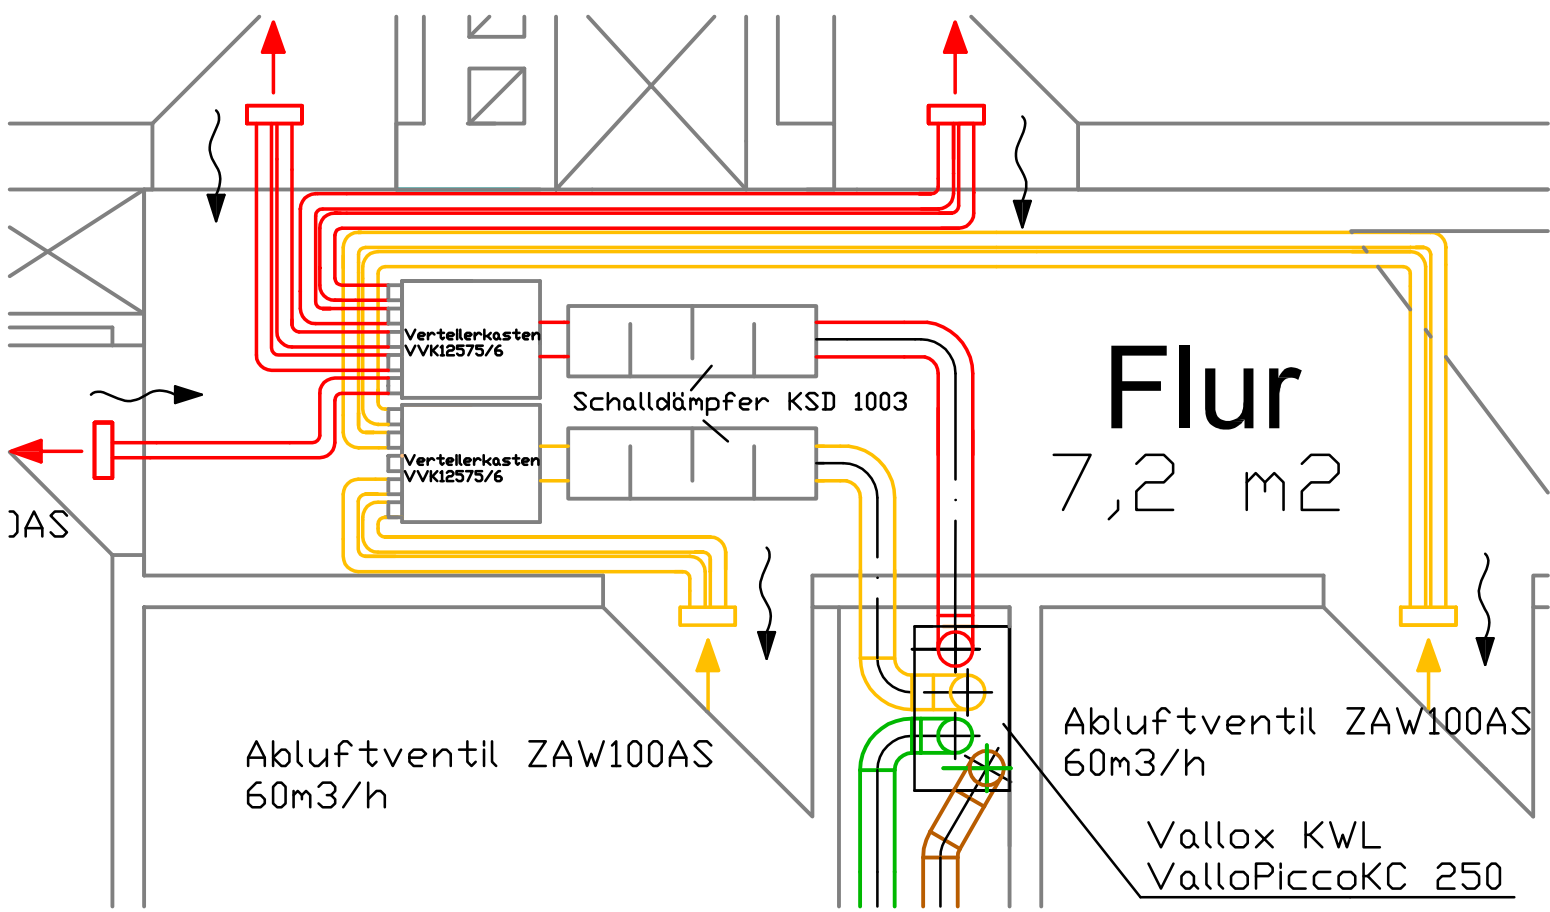 Verteilerkasten
VVK12575/6
Schalldämpfer KSD 1003
Flur
7,2 m2
Verteilerkasten
VVK12575/6
0AS
Abluftventil ZAW100AS
60m3/h
Abluftventil ZAW100AS
60m3/h
Vallox KWL
ValloPiccoKC 250